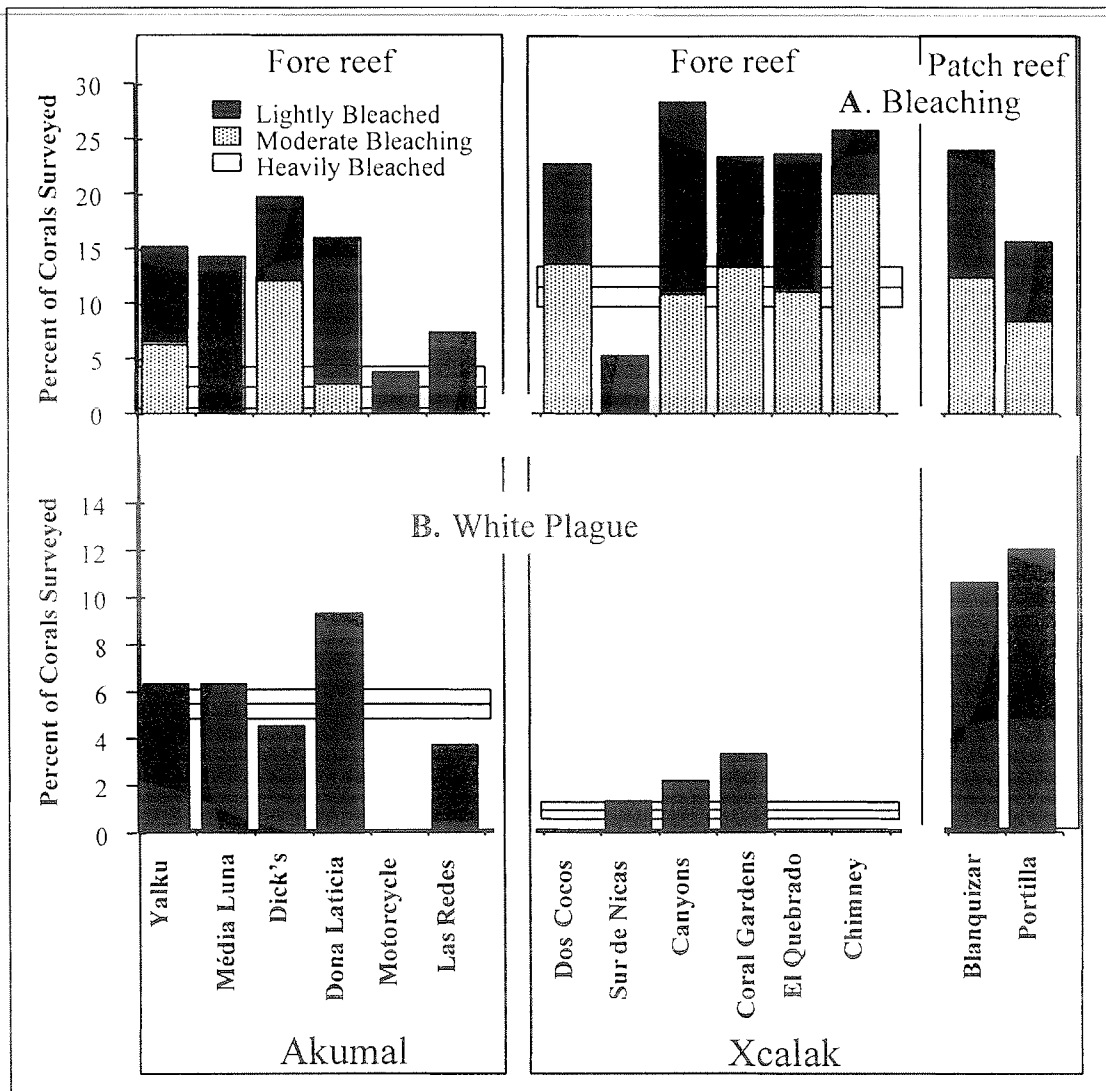 Fore reef
Fore reef
Patch reef
A. Bleaching
Lightly Bleached
Moderate Bleaching
Heavily Bleached
Percent of Corals Surveyed
30
25
20
15
10
5
0
B. White Plague
Percent of Corals Surveyed
14
12
10
8
6
4
2
0
Yalku
Média Luna
Dick's
Dona Laticia
Motorcycle
Las Redes
Dos Cocos
Sur de Nicas
Canyons
Coral Gardens
El Quebrado
Chimney
Blanquizar
Portilla
Akumal
Xcalak